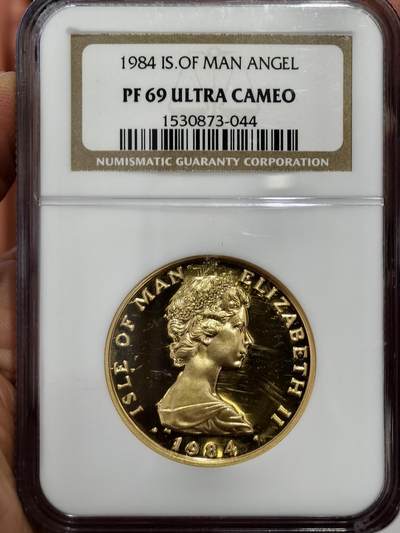 1984 IS.OF MAN ANGEL
PF 69 ULTRA CAMEO
1530873-044
NUMISMATIC GUARANTY CORPORATION
ISLE OF MAN
ELIZABETH II
1984